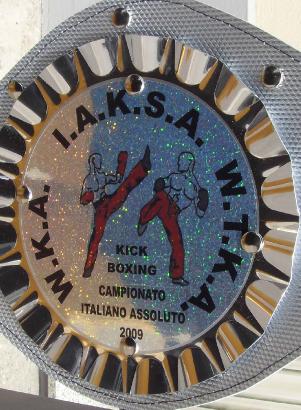 W.K.A. I.A.K.S.A. W.T.K.A.
KICK
BOXING
CAMPIONATO
ITALIANO ASSOLUTO
2009